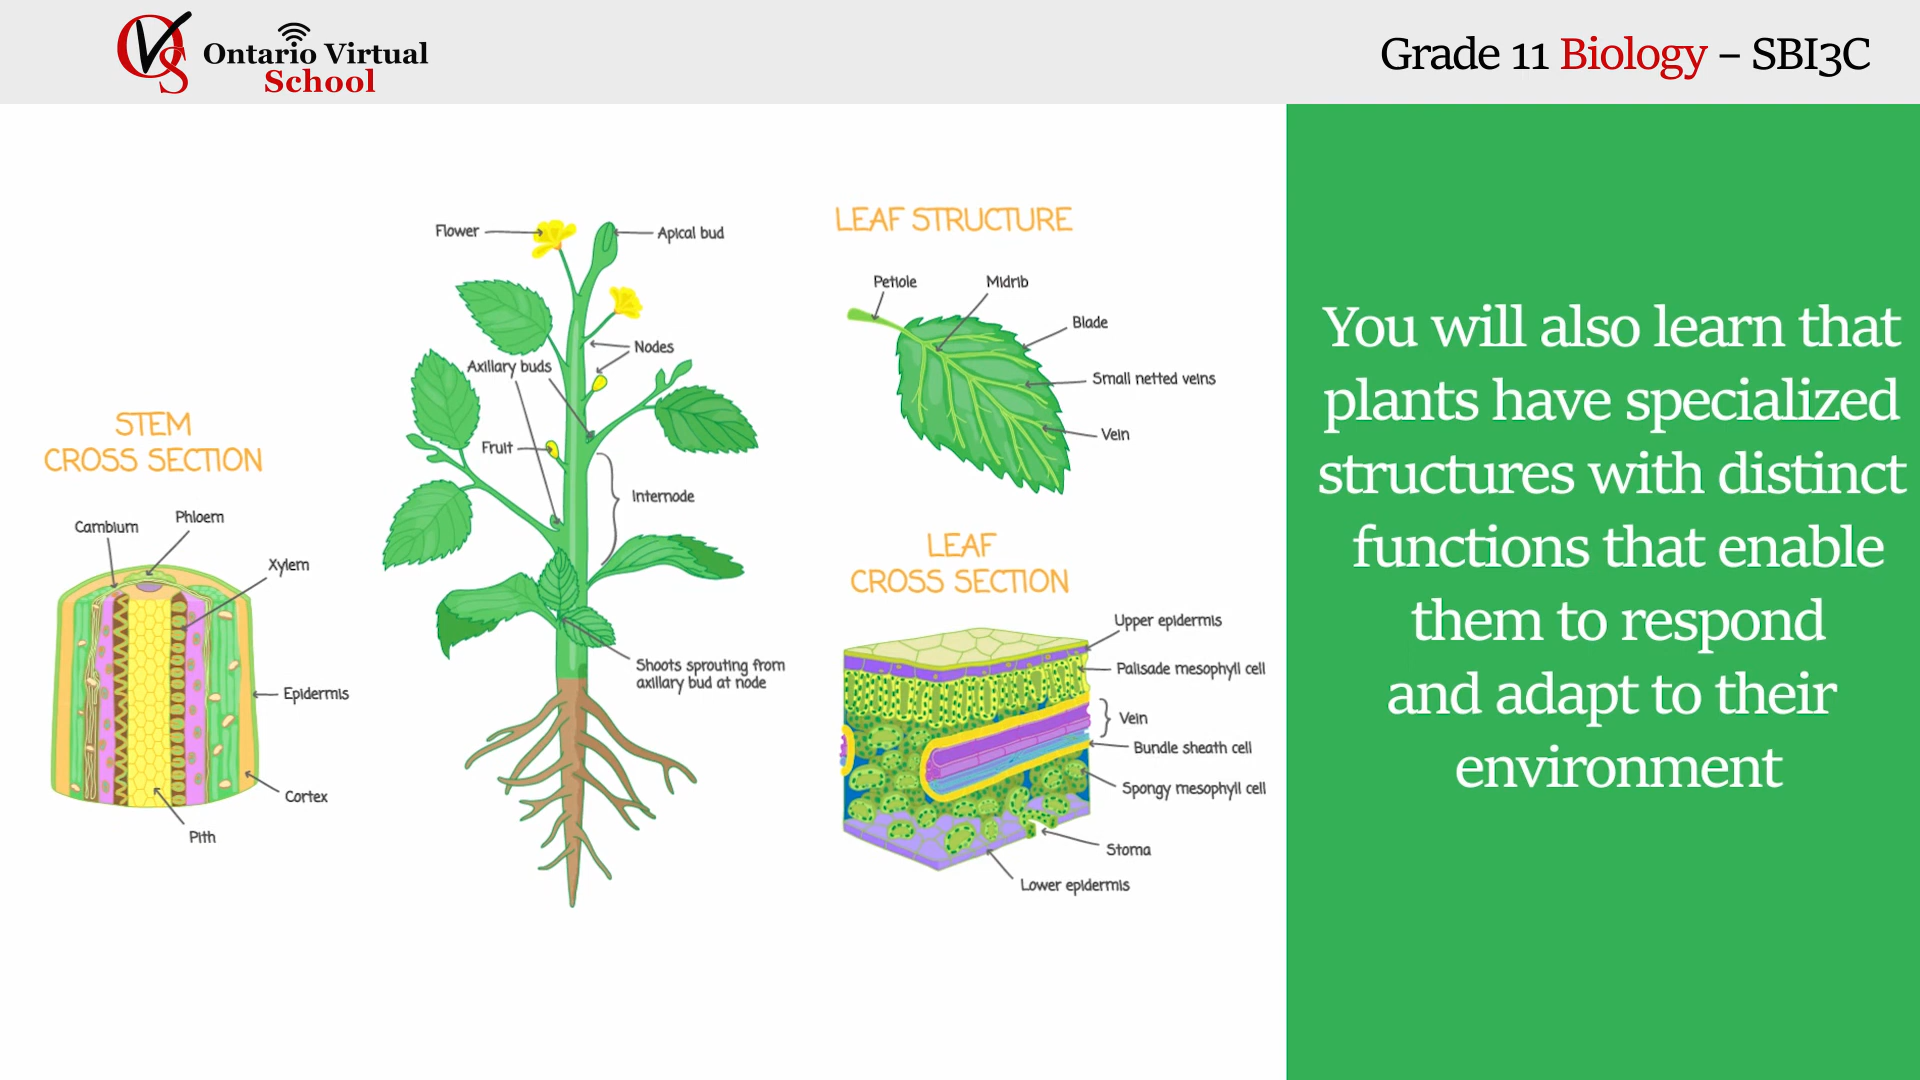 OVS
Ontario Virtual
School
Grade 11 Biology – SBI3C
STEM
CROSS SECTION
Cambium
Phloem
Xylem
Epidermis
Cortex
Pith
Flower
Apical bud
Nodes
Axillary buds
Fruit
Internode
Shoots sprouting from
axillary bud at node
LEAF STRUCTURE
Petiole
Midrib
Blade
Small netted veins
Vein
LEAF
CROSS SECTION
Upper epidermis
Palisade mesophyll cell
Vein
Bundle sheath cell
Spongy mesophyll cell
Stoma
Lower epidermis
You will also learn that
plants have specialized
structures with distinct
functions that enable
them to respond
and adapt to their
environment